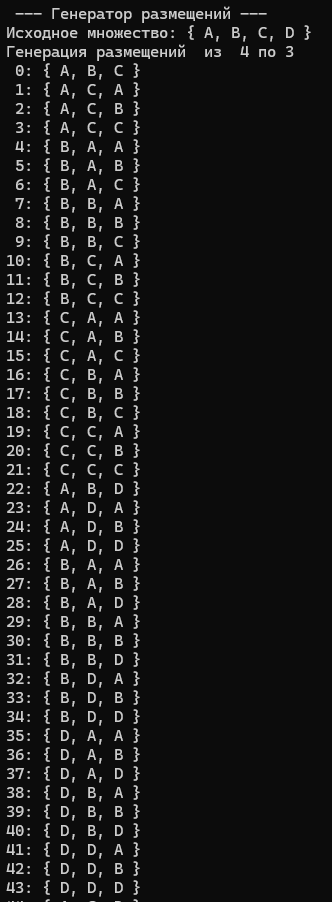 --- Генератор размещений ---
Исходное множество: { A, B, C, D }
Генерация размещений  из  4 по 3
 0: { A, B, C }
 1: { A, C, A }
 2: { A, C, B }
 3: { A, C, C }
 4: { B, A, A }
 5: { B, A, B }
 6: { B, A, C }
 7: { B, B, A }
 8: { B, B, B }
 9: { B, B, C }
10: { B, C, A }
11: { B, C, B }
12: { B, C, C }
13: { C, A, A }
14: { C, A, B }
15: { C, A, C }
16: { C, B, A }
17: { C, B, B }
18: { C, B, C }
19: { C, C, A }
20: { C, C, B }
21: { C, C, C }
22: { A, B, D }
23: { A, D, A }
24: { A, D, B }
25: { A, D, D }
26: { B, A, A }
27: { B, A, B }
28: { B, A, D }
29: { B, B, A }
30: { B, B, B }
31: { B, B, D }
32: { B, D, A }
33: { B, D, B }
34: { B, D, D }
35: { D, A, A }
36: { D, A, B }
37: { D, A, D }
38: { D, B, A }
39: { D, B, B }
40: { D, B, D }
41: { D, D, A }
42: { D, D, B }
43: { D, D, D }